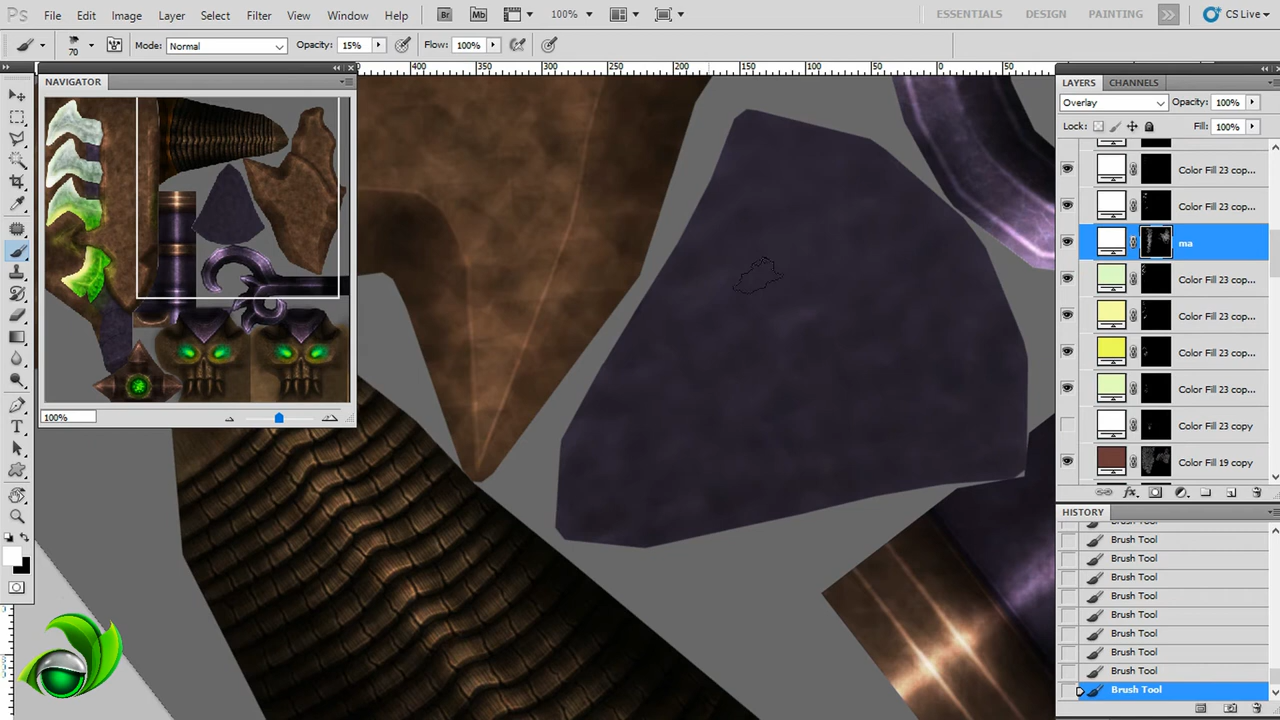 Ps File Edit Image Layer Select Filter View Window Help Br Mb 100% ESSENTIALS DESIGN PAINTING CS Live
70 Mode: Normal Opacity: 15% Flow: 100%
NAVIGATOR
350 300 250 200 150 100 50 0 50
LAYERS CHANNELS
Overlay Opacity: 100%
Lock: Fill: 100%
Color Fill 23 cop...
Color Fill 23 cop...
ma
Color Fill 23 cop...
Color Fill 23 cop...
Color Fill 23 cop...
Color Fill 23 cop...
100%
Color Fill 23 copy
Color Fill 19 copy
HISTORY
Brush Tool
Brush Tool
Brush Tool
Brush Tool
Brush Tool
Brush Tool
Brush Tool
Brush Tool
Brush Tool
Brush Tool